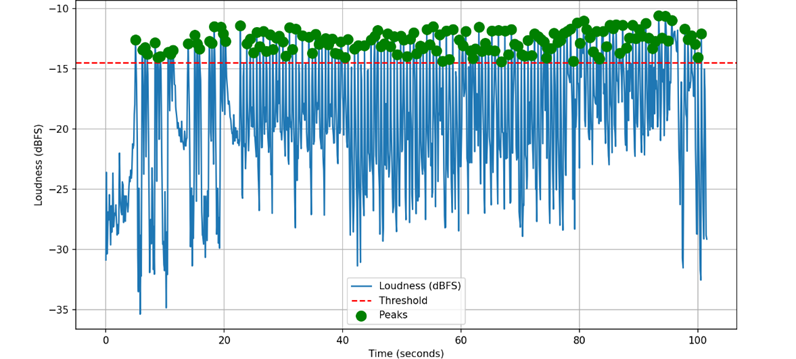 −10
−15
−20
−25
−30
−35
Loudness (dBFS)
Loudness (dBFS)
Threshold
Peaks
0
20
40
60
80
100
Time (seconds)